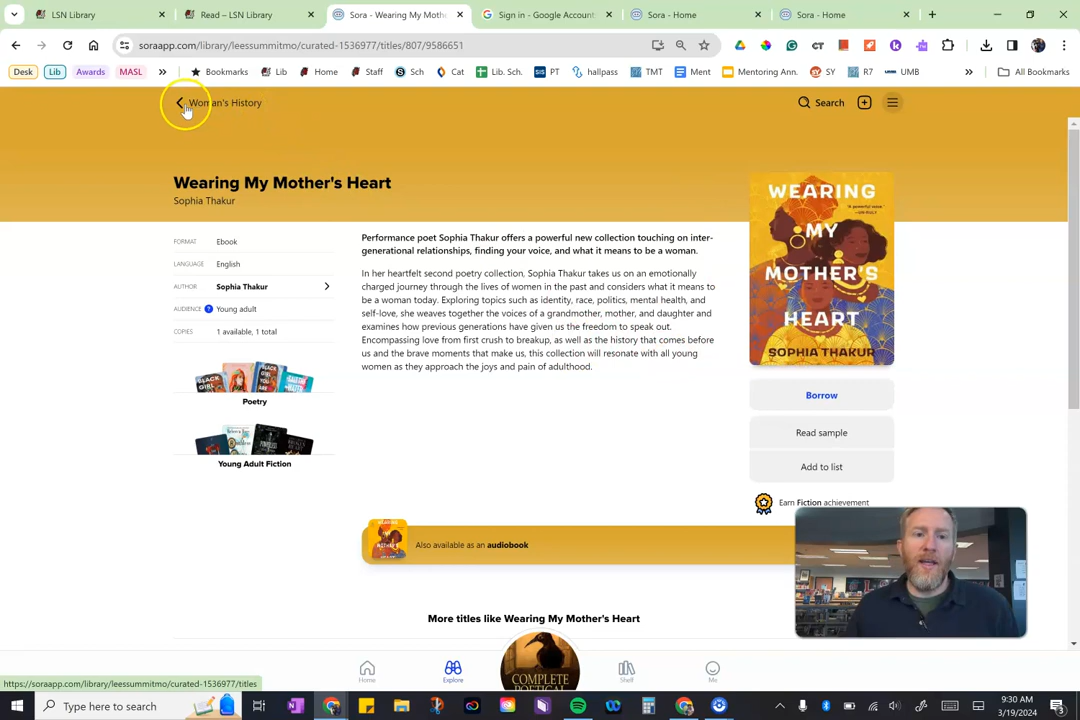 LSN Library
Read – LSN Library
Sora - Wearing My Moth
Sign in - Google Account
Sora - Home
Sora - Home
soraapp.com/library/leessummitmo/curated-1536977/titles/807/9586651
Desk
Lib
Awards
MASL
Bookmarks
Lib
Home
Staff
Sch
Cat
Lib. Sch.
PT
hallpass
TMT
Ment
Mentoring Ann.
SY
R7
UMB
All Bookmarks
Woman's History
Search
Wearing My Mother's Heart
Sophia Thakur
FORMAT Ebook
LANGUAGE English
AUTHOR Sophia Thakur
AUDIENCE ? Young adult
COPIES 1 available, 1 total
Poetry
Young Adult Fiction
Performance poet Sophia Thakur offers a powerful new collection touching on inter-
generational relationships, finding your voice, and what it means to be a woman.
In her heartfelt second poetry collection, Sophia Thakur takes us on an emotionally
charged journey through the lives of women in the past and considers what it means to
be a woman today. Exploring topics such as identity, race, politics, mental health, and
self-love, she weaves together the voices of a grandmother, mother, and daughter and
examines how previous generations have given us the freedom to speak out.
Encompassing love from first crush to breakup, as well as the history that comes before
us and the brave moments that make us, this collection will resonate with all young
women as they approach the joys and pain of adulthood.
WEARING
MY
MOTHER'S
HEART
SOPHIA THAKUR
Borrow
Read sample
Add to list
Earn Fiction achievement
Also available as an audiobook
More titles like Wearing My Mother's Heart
COMPLETE
POETICAL
Home
Explore
Shelf
Me
https://soraapp.com/library/leessummitmo/curated-1536977/titles
Type here to search
9:30 AM
3/19/2024